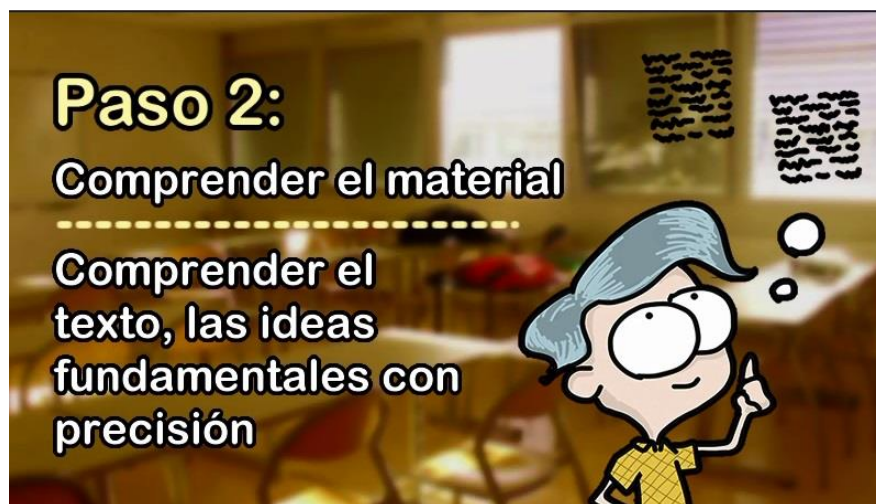 Paso 2:
Comprender el material
Comprender el
texto, las ideas
fundamentales con
precisión